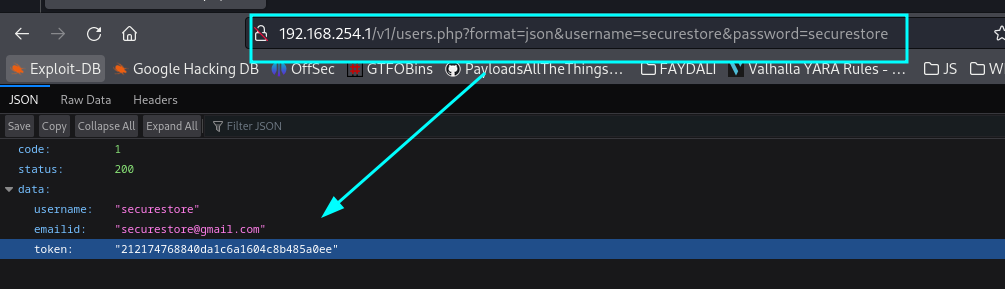 192.168.254.1/v1/users.php?format=json&username=securestore&password=securestore
Exploit-DB Google Hacking DB OffSec GTFOBins PayloadsAllTheThings… FAYDALI Valhalla YARA Rules - … JS
JSON Raw Data Headers
Save Copy Collapse All Expand All Filter JSON
code: 1
status: 200
data:
username: "securestore"
emailid: "securestore@gmail.com"
token: "212174768840da1c6a1604c8b485a0ee"